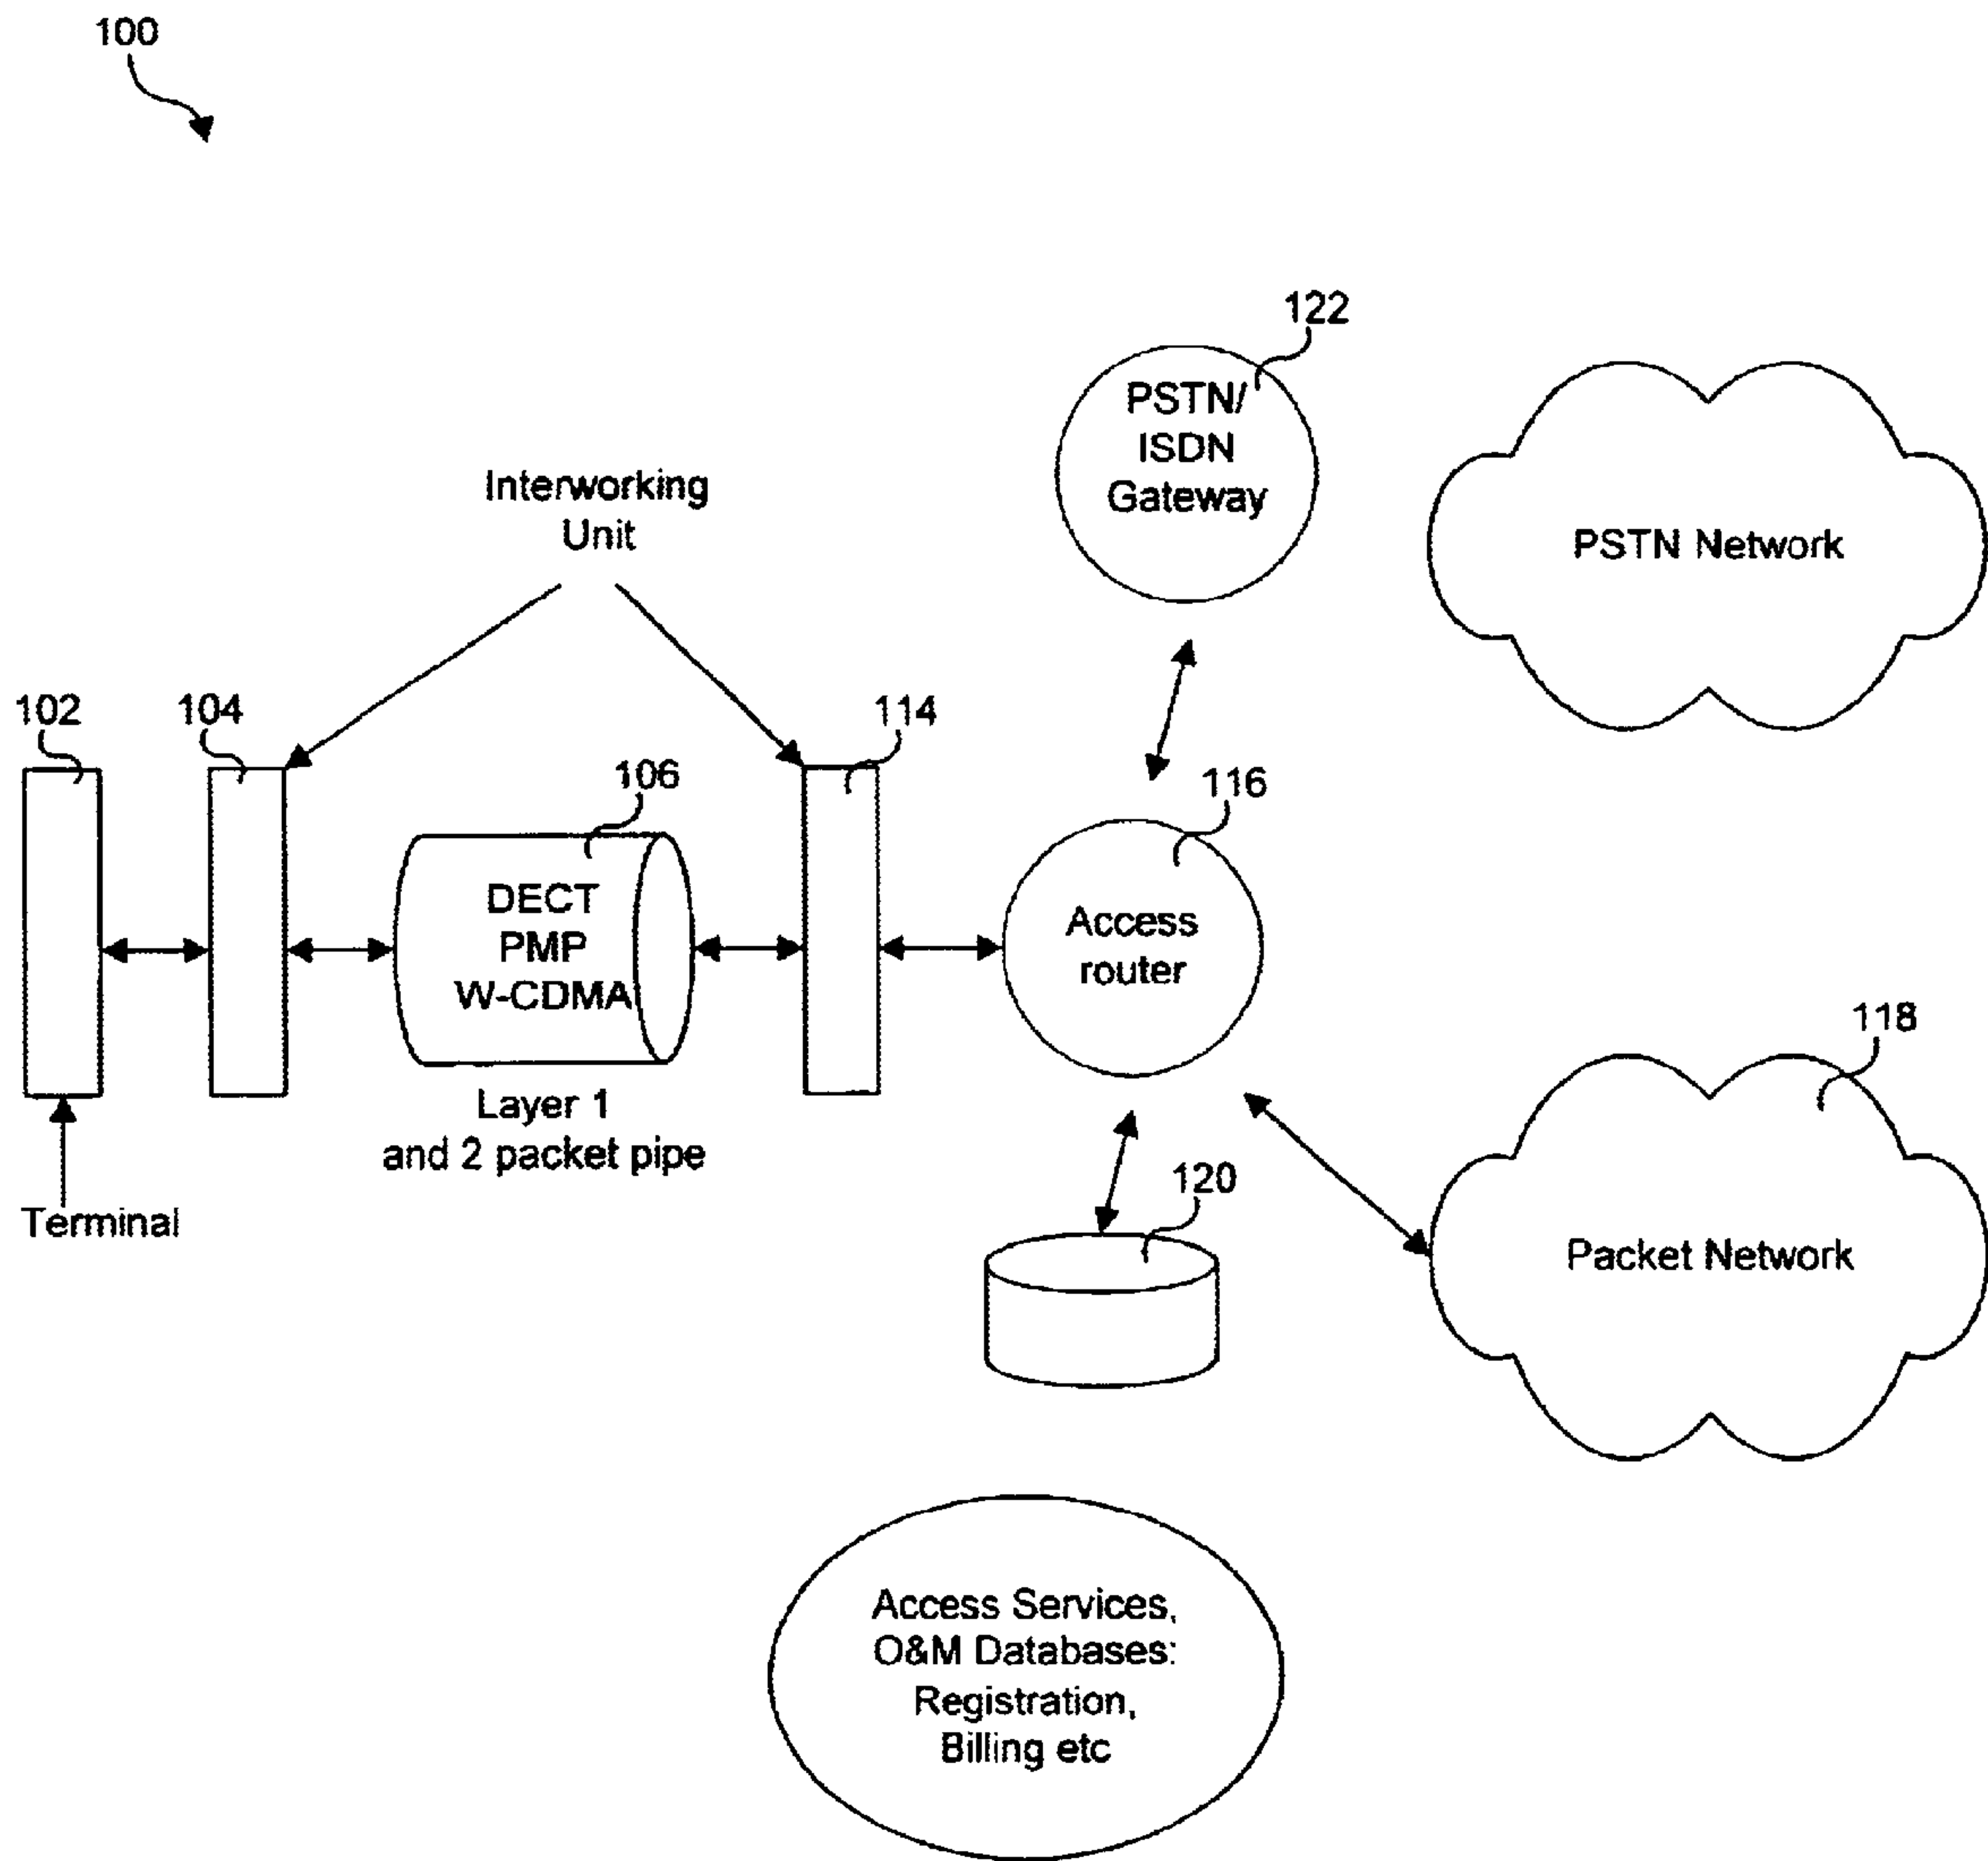 100
122
PSTN/
ISDN
Gateway
PSTN Network
Interworking
Unit
102
104
114
106
116
DECT
PMP
W-CDMA
Access
router
118
Layer 1
and 2 packet pipe
120
Terminal
Packet Network
Access Services,
O&M Databases:
Registration,
Billing etc